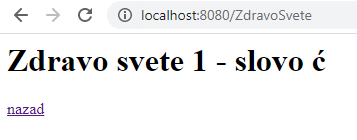 localhost:8080/ZdravoSvete
Zdravo svete 1 - slovo ć
nazad